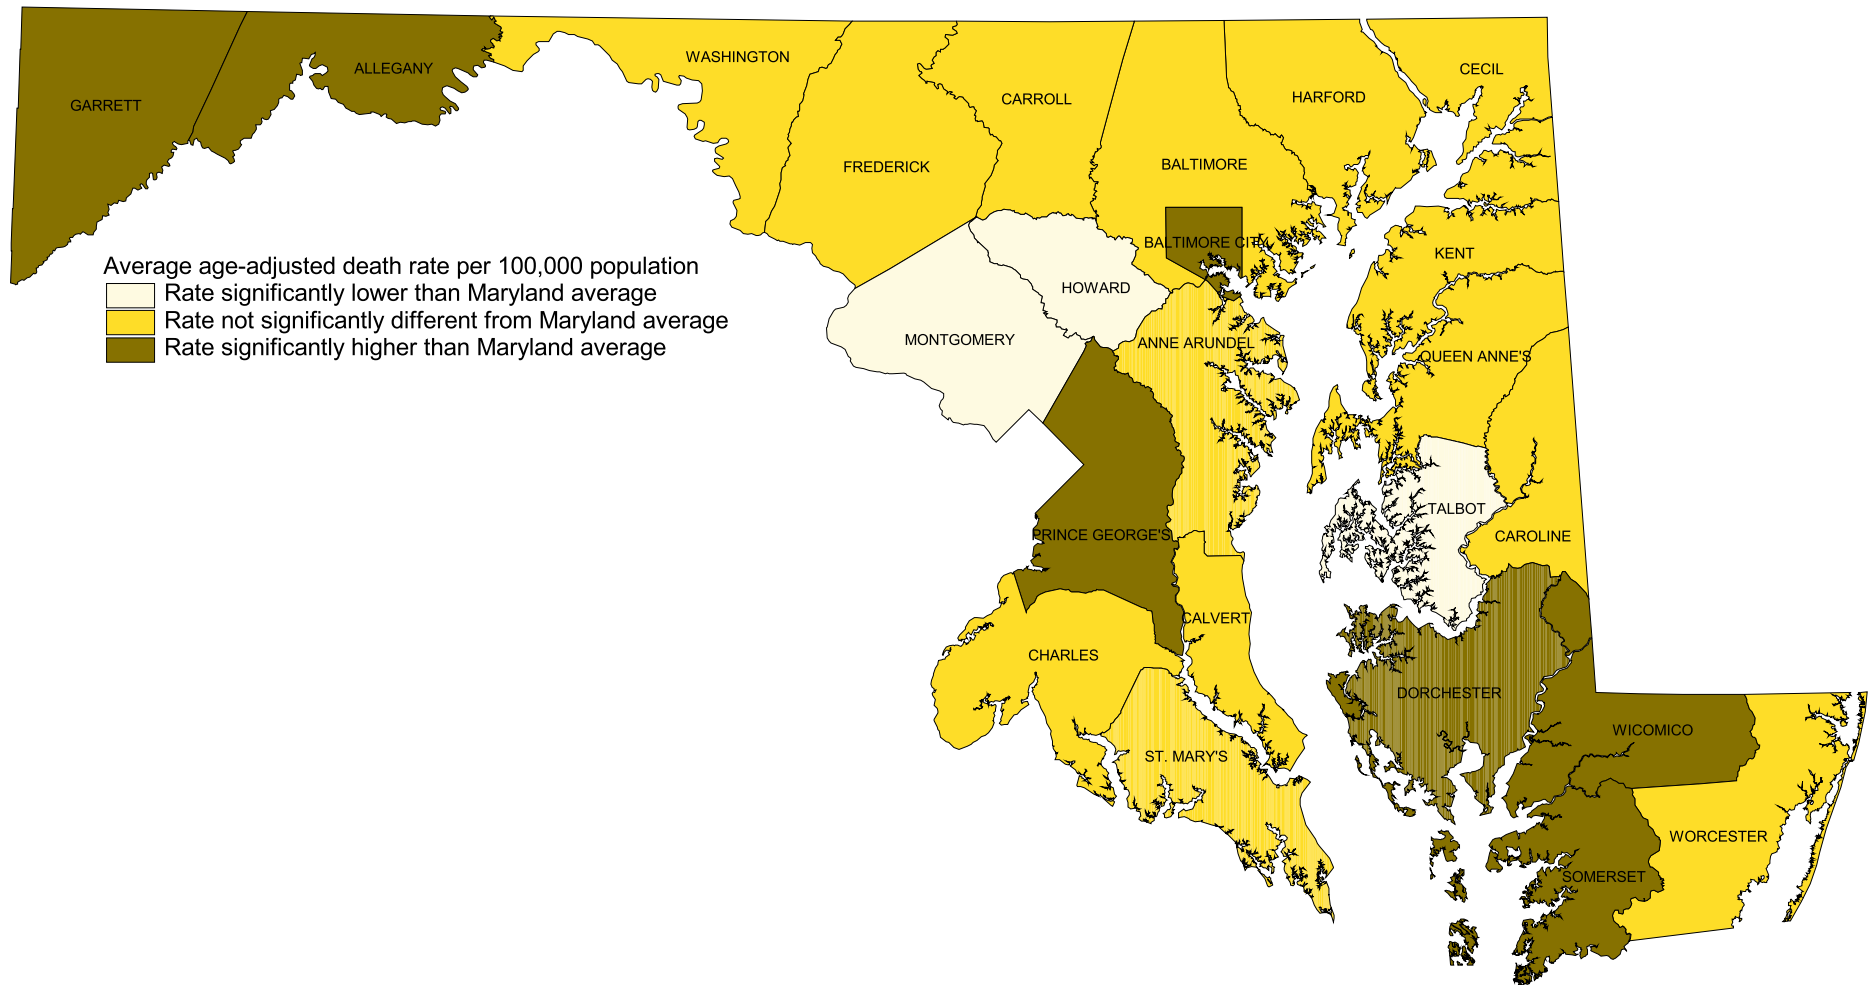 WASHINGTON
ALLEGANY
CECIL
GARRETT
CARROLL
HARFORD
FREDERICK
BALTIMORE
BALTIMORE CITY
KENT
Average age-adjusted death rate per 100,000 population
Rate significantly lower than Maryland average
Rate not significantly different from Maryland average
Rate significantly higher than Maryland average
HOWARD
MONTGOMERY
ANNE ARUNDEL
QUEEN ANNE'S
TALBOT
PRINCE GEORGE'S
CAROLINE
CALVERT
CHARLES
DORCHESTER
WICOMICO
ST. MARY'S
WORCESTER
SOMERSET